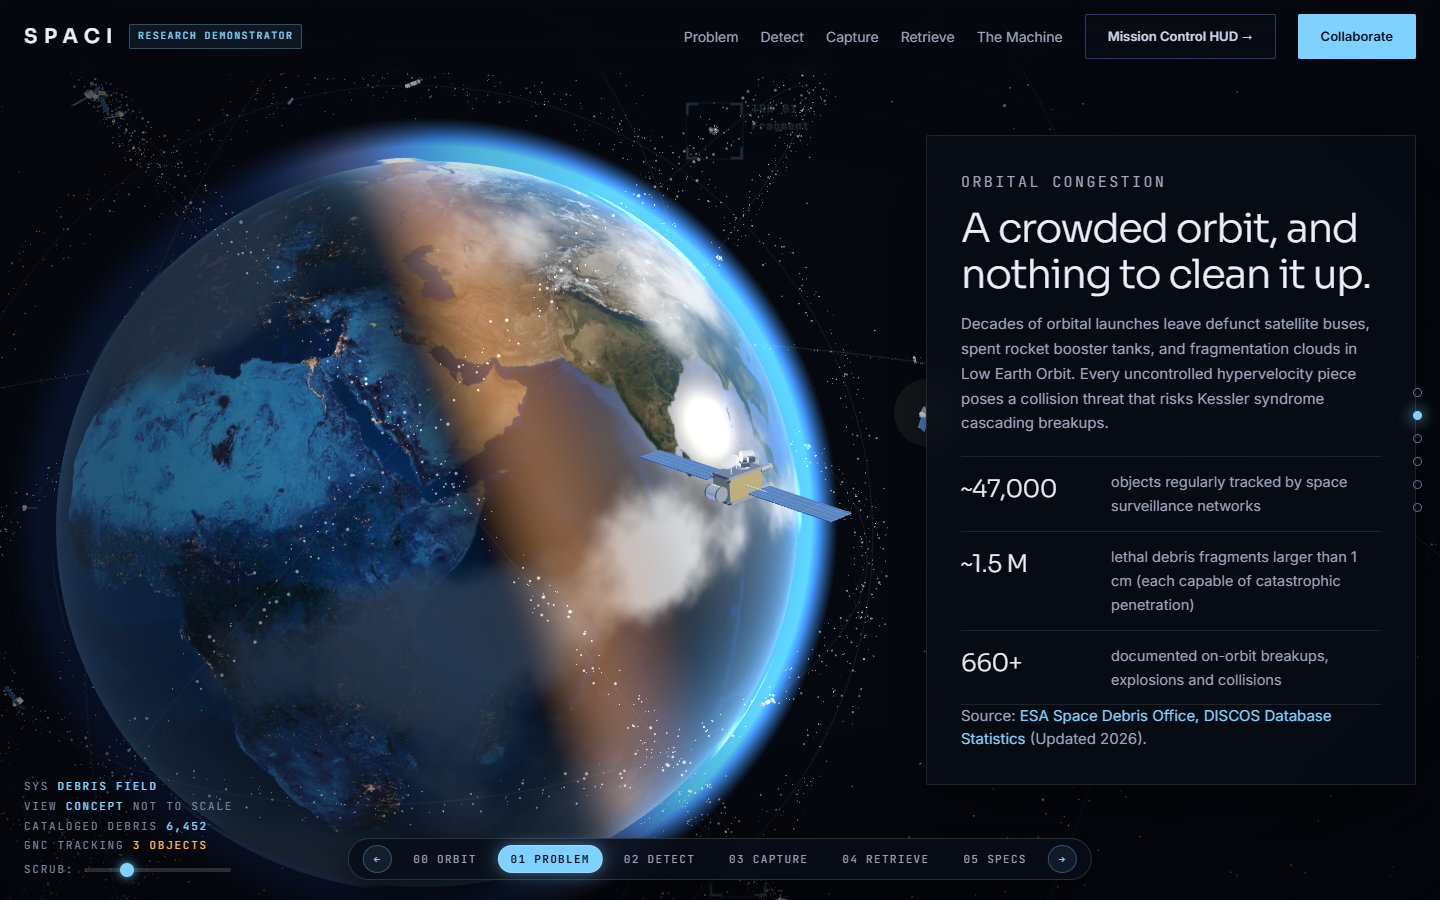 SPACI
RESEARCH DEMONSTRATOR
Problem
Detect
Capture
Retrieve
The Machine
Mission Control HUD →
Collaborate
Fragment
ORBITAL CONGESTION
A crowded orbit, and
nothing to clean it up.
Decades of orbital launches leave defunct satellite buses,
spent rocket booster tanks, and fragmentation clouds in
Low Earth Orbit. Every uncontrolled hypervelocity piece
poses a collision threat that risks Kessler syndrome
cascading breakups.
~47,000
objects regularly tracked by space
surveillance networks
~1.5 M
lethal debris fragments larger than 1
cm (each capable of catastrophic
penetration)
660+
documented on-orbit breakups,
explosions and collisions
Source: ESA Space Debris Office, DISCOS Database
Statistics (Updated 2026).
SYS DEBRIS FIELD
VIEW CONCEPT NOT TO SCALE
CATALOGED DEBRIS 6,452
GNC TRACKING 3 OBJECTS
SCRUB:
←
00 ORBIT
01 PROBLEM
02 DETECT
03 CAPTURE
04 RETRIEVE
05 SPECS
→